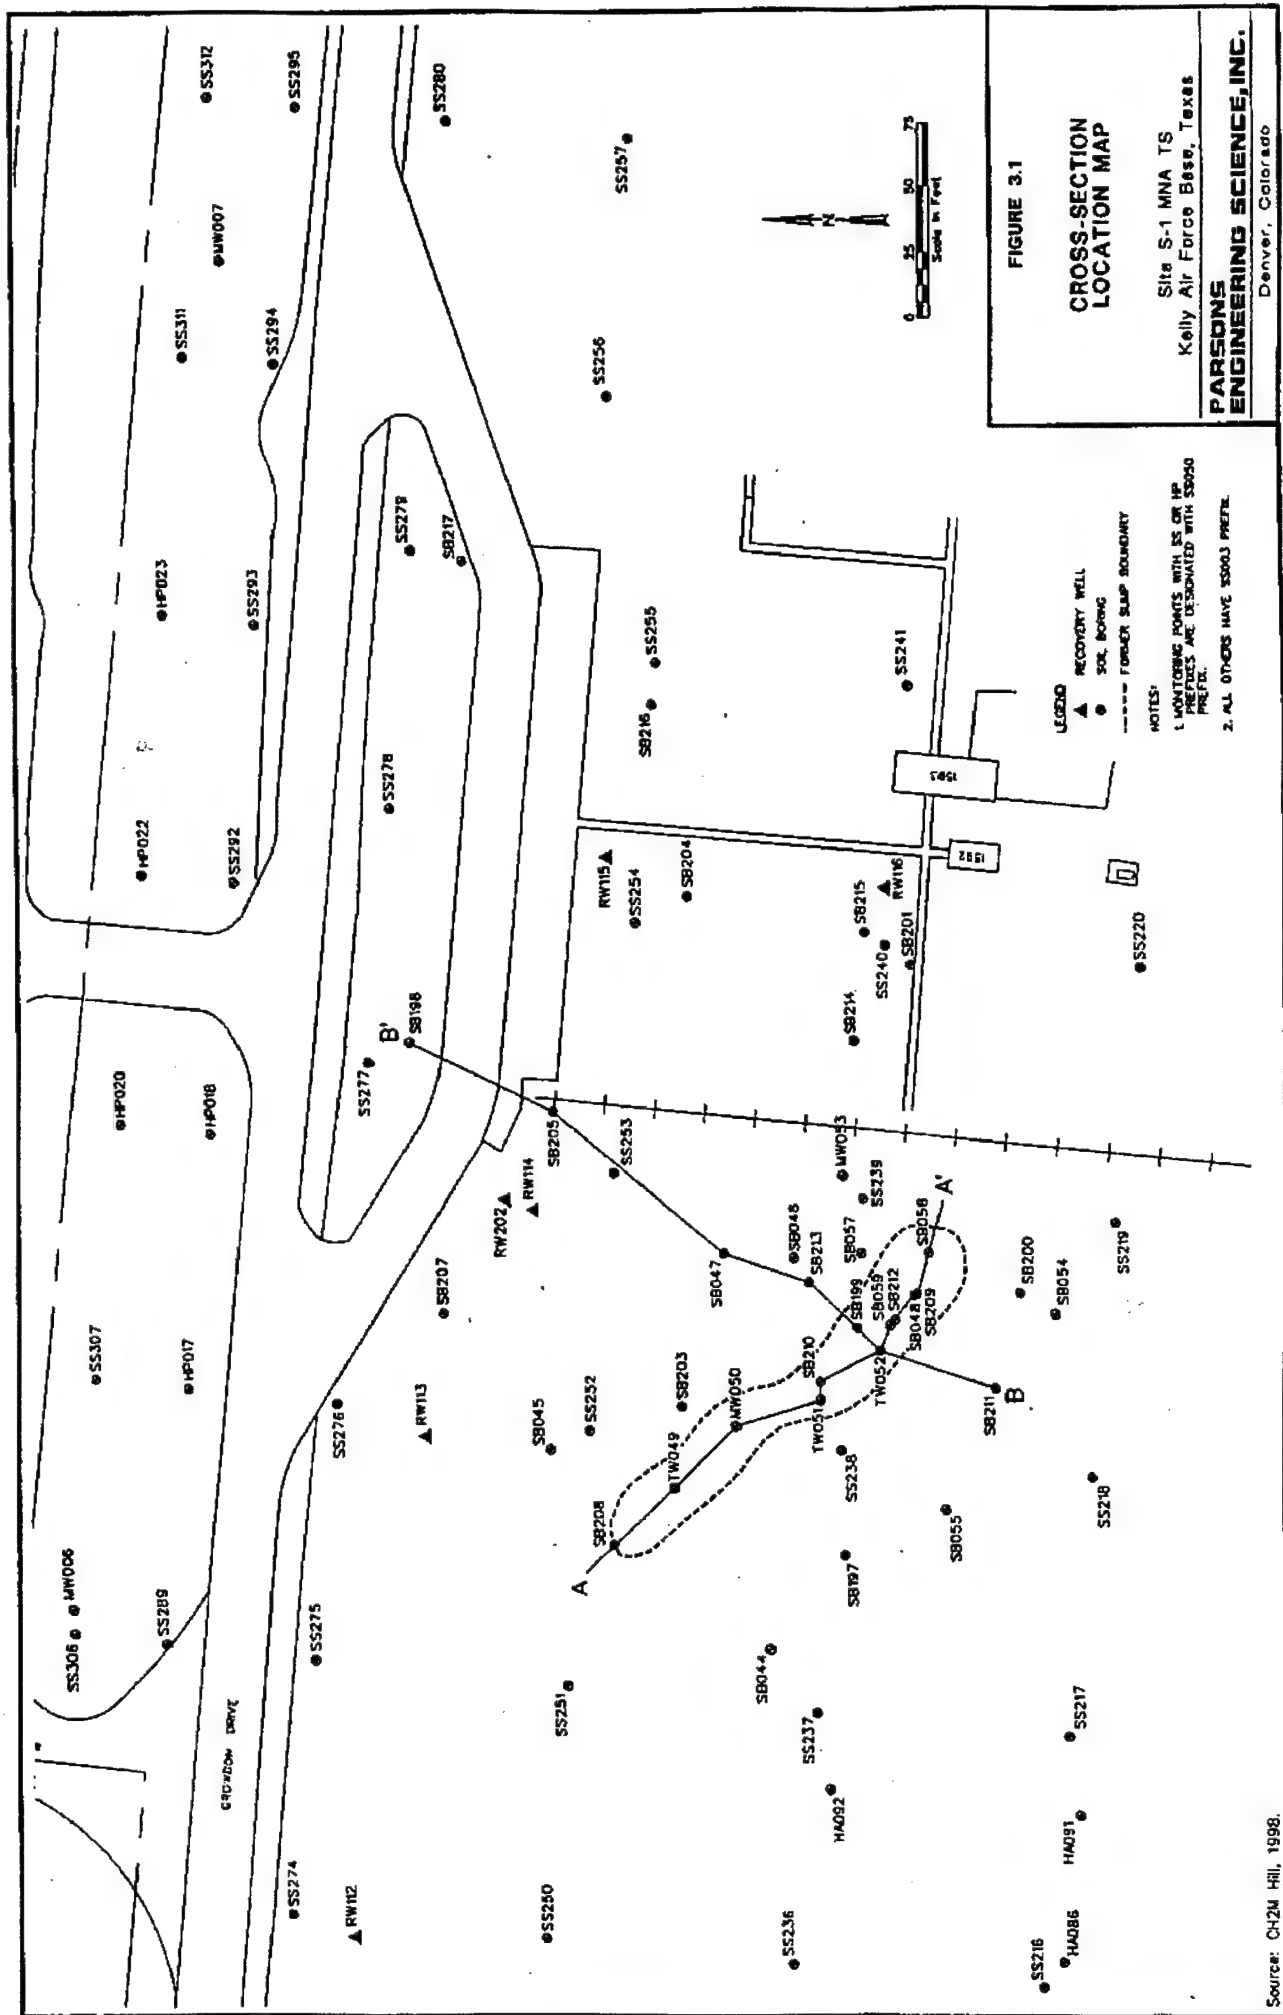 SS312
SS295
MW007
SS280
SS311
SS294
SS257
SS256
HP023
SS293
SS279
SB217
HP022
SS292
SS278
SS255
SB216
SS241
RW115
SS254
SB204
SB215
RW116
SS240
SB201
SB214
1592
1593
SS220
B'
SB198
SS277
HP020
HP018
SB205
SS253
RW114
RW202
SB207
MW053
SS239
SB046
SB213
SB057
SB047
SB199
SB059
SB212
SB058
A'
SB048
SB209
SB200
SB054
SS219
SS307
HP017
SS276
RW113
SB045
SS252
SB203
MW050
SB210
TW051
TW052
SB211
B
TW049
SB208
A
SS238
SB055
SS218
SB197
MW006
SS306
SS289
SS275
CROWDON DRIVE
SS251
SB044
SS237
HA092
SS217
HA091
SS274
RW112
SS250
SS236
SS216
HA086
N
0 25 50 75
Scale in Feet
LEGEND
RECOVERY WELL
SOIL BORING
FORMER SUMP BOUNDARY
NOTES:
1. MONITORING POINTS WITH SS OR HP
PREFIXES ARE DESIGNATED WITH SS050
PREFIX.
2. ALL OTHERS HAVE SS003 PREFIX.
FIGURE 3.1
CROSS-SECTION
LOCATION MAP
Site S-1 MNA TS
Kelly Air Force Base, Texas
PARSONS
ENGINEERING SCIENCE, INC.
Denver, Colorado
Source: CH2M Hill, 1998.